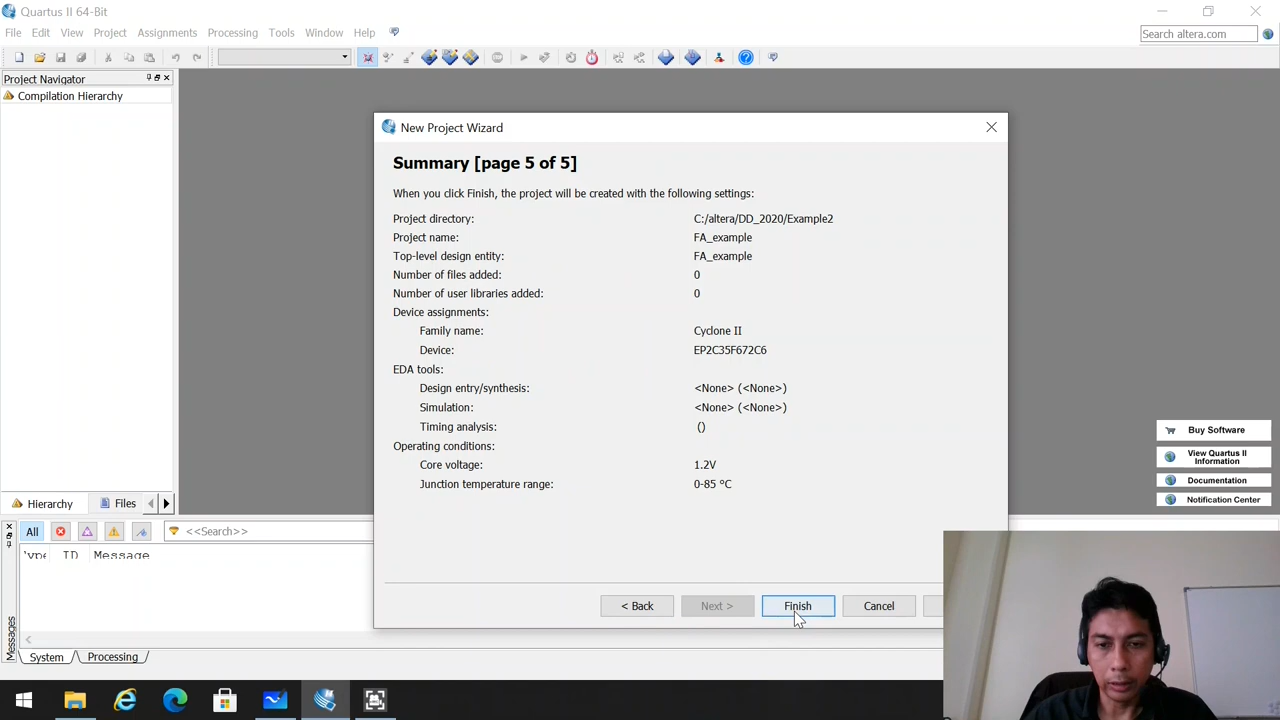 Quartus II 64-Bit
File Edit View Project Assignments Processing Tools Window Help
Search altera.com
Project Navigator
Compilation Hierarchy
New Project Wizard
Summary [page 5 of 5]
When you click Finish, the project will be created with the following settings:
Project directory: C:/altera/DD_2020/Example2
Project name: FA_example
Top-level design entity: FA_example
Number of files added: 0
Number of user libraries added: 0
Device assignments:
Family name: Cyclone II
Device: EP2C35F672C6
EDA tools:
Design entry/synthesis: <None> (<None>)
Simulation: <None> (<None>)
Timing analysis: ()
Operating conditions:
Core voltage: 1.2V
Junction temperature range: 0-85 °C
< Back Next > Finish Cancel
Buy Software
View Quartus II
Information
Documentation
Notification Center
Hierarchy Files
All <<Search>>
ID Message
Messages
System Processing